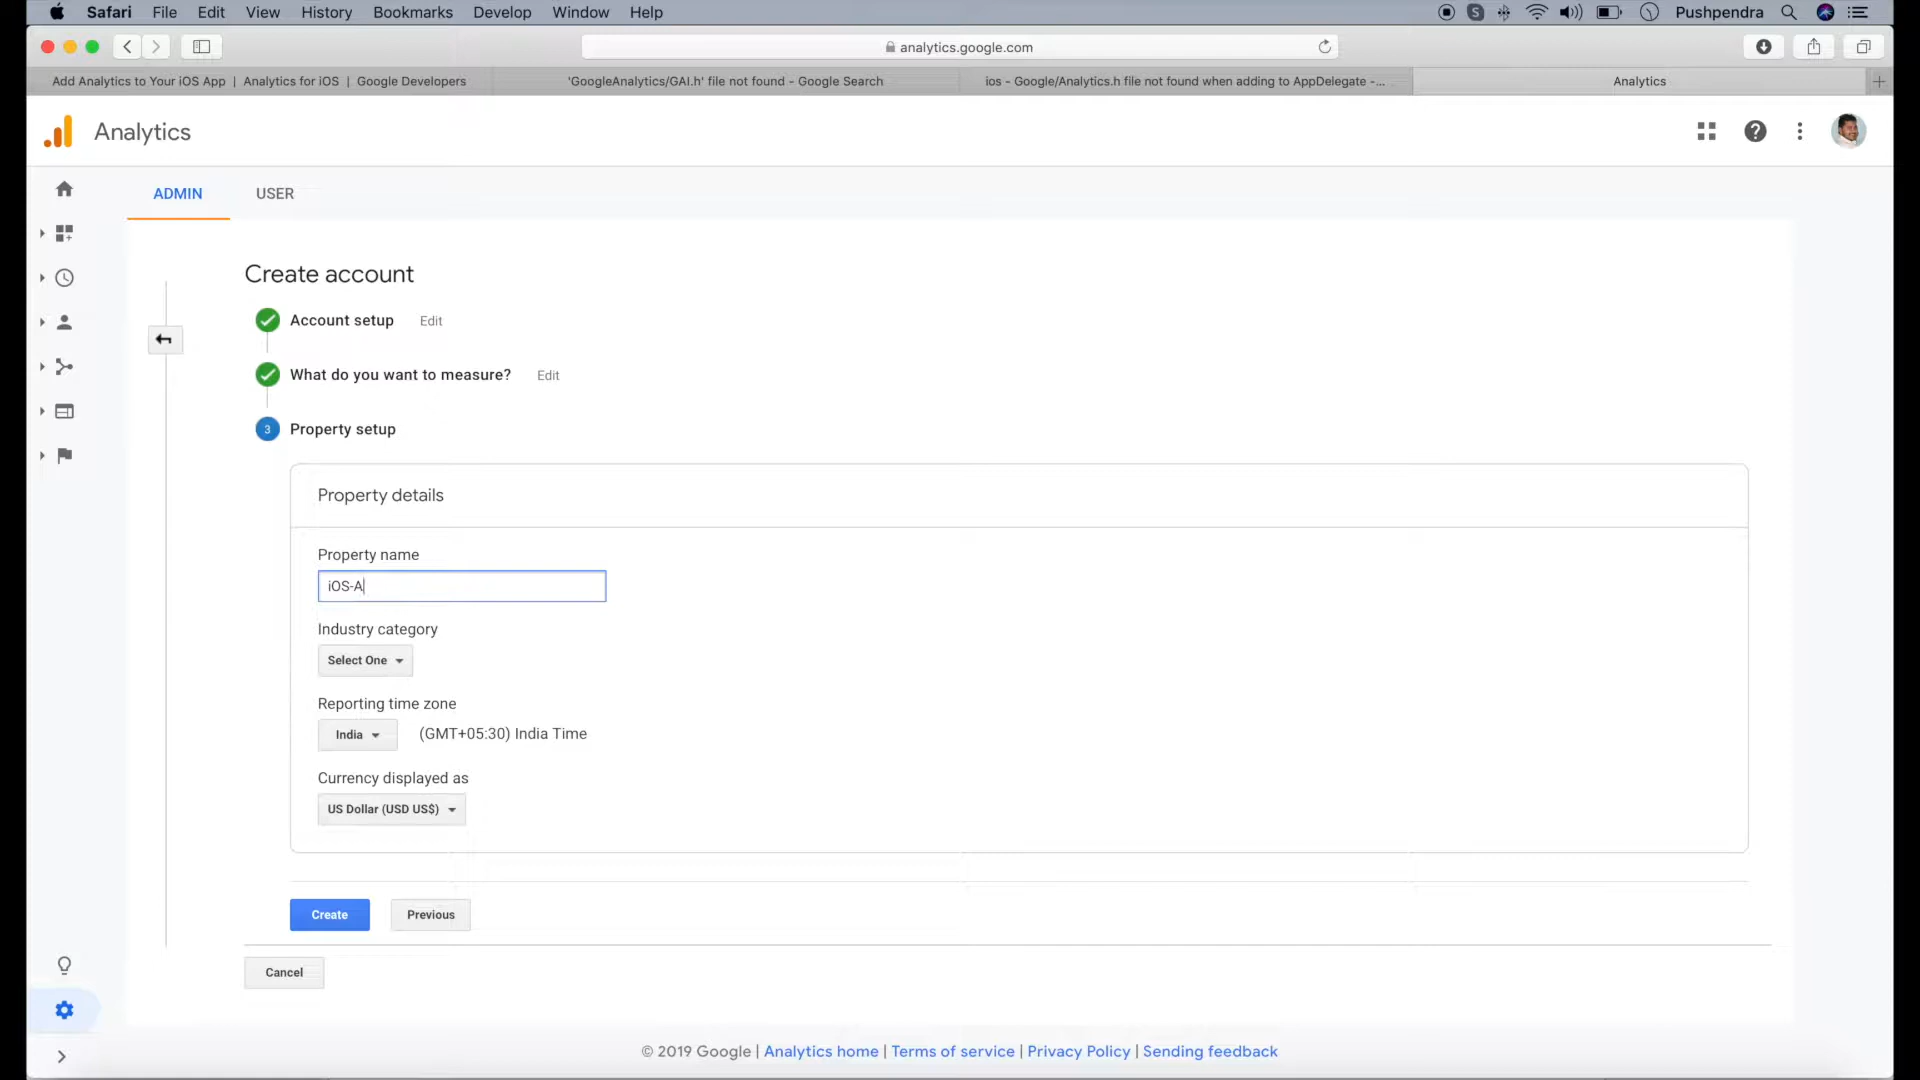 Safari File Edit View History Bookmarks Develop Window Help Pushpendra
analytics.google.com
Add Analytics to Your iOS App | Analytics for iOS | Google Developers
'GoogleAnalytics/GAI.h' file not found - Google Search
ios - Google/Analytics.h file not found when adding to AppDelegate -...
Analytics
Analytics
ADMIN USER
Create account
Account setup Edit
What do you want to measure? Edit
3 Property setup
Property details
Property name
iOS-A
Industry category
Select One
Reporting time zone
India (GMT+05:30) India Time
Currency displayed as
US Dollar (USD US$)
Create Previous
Cancel
© 2019 Google | Analytics home | Terms of service | Privacy Policy | Sending feedback